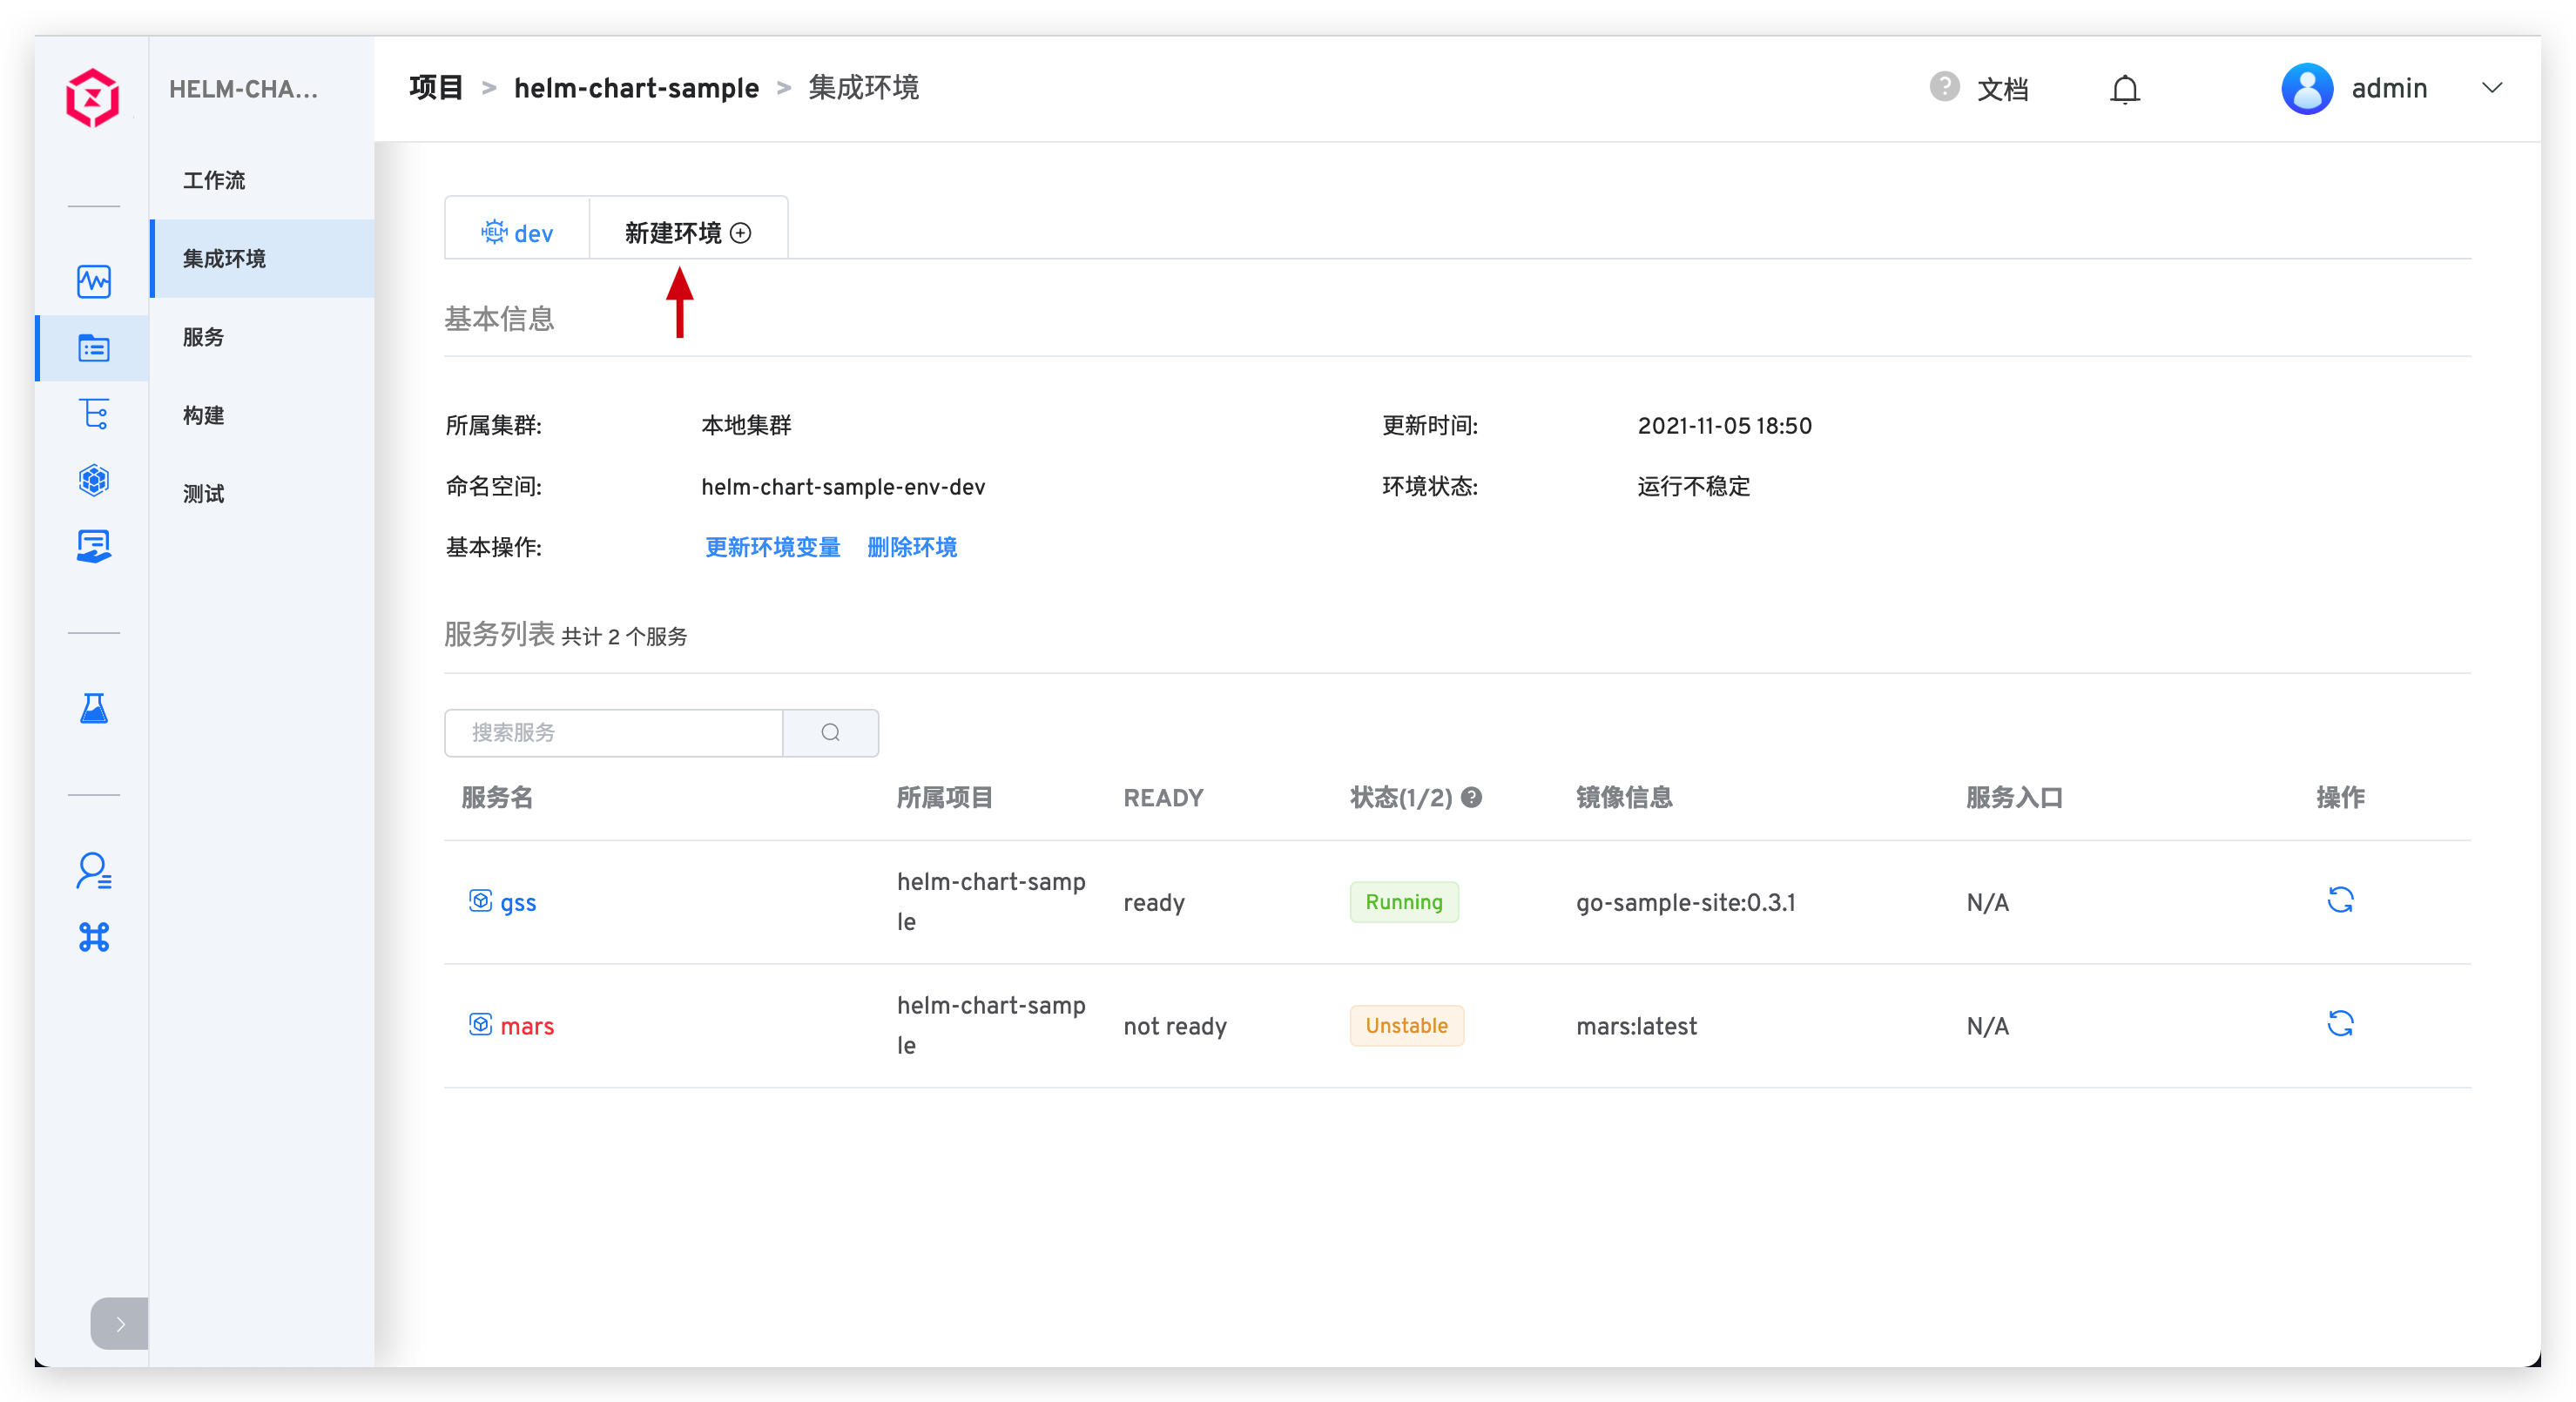 HELM-CHA...
项目 > helm-chart-sample > 集成环境
? 文档
admin
工作流
集成环境
服务
构建
测试
HELM dev
新建环境
基本信息
所属集群: 本地集群 更新时间: 2021-11-05 18:50
命名空间: helm-chart-sample-env-dev 环境状态: 运行不稳定
基本操作: 更新环境变量 删除环境
服务列表 共计 2 个服务
搜索服务
服务名 所属项目 READY 状态(1/2) ? 镜像信息 服务入口 操作
gss helm-chart-samp
le ready Running go-sample-site:0.3.1 N/A
mars helm-chart-samp
le not ready Unstable mars:latest N/A